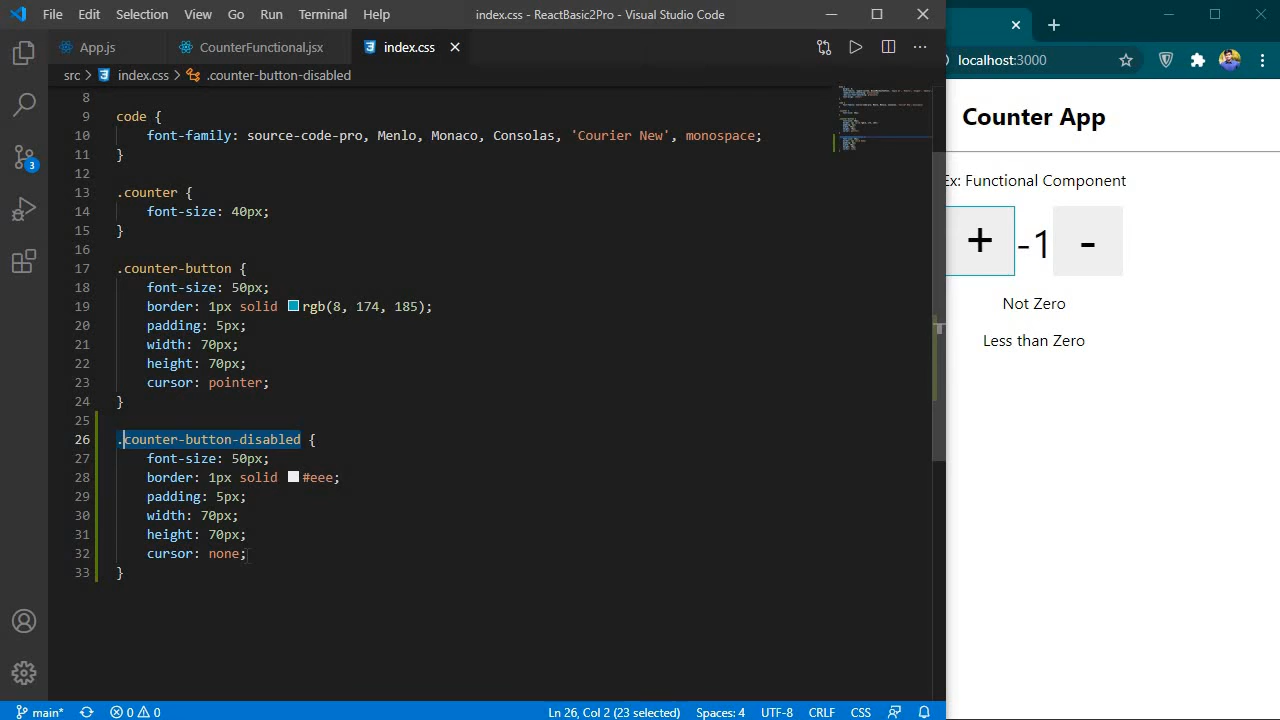 File Edit Selection View Go Run Terminal Help index.css - ReactBasic2Pro - Visual Studio Code
App.js CounterFunctional.jsx index.css
src > index.css > .counter-button-disabled
8
9 code {
10 font-family: source-code-pro, Menlo, Monaco, Consolas, 'Courier New', monospace;
11 }
12
13 .counter {
14 font-size: 40px;
15 }
16
17 .counter-button {
18 font-size: 50px;
19 border: 1px solid rgb(8, 174, 185);
20 padding: 5px;
21 width: 70px;
22 height: 70px;
23 cursor: pointer;
24 }
25
26 .counter-button-disabled {
27 font-size: 50px;
28 border: 1px solid #eee;
29 padding: 5px;
30 width: 70px;
31 height: 70px;
32 cursor: none;
33 }
3
main* 0 0 Ln 26, Col 2 (23 selected) Spaces: 4 UTF-8 CRLF CSS
localhost:3000
Counter App
Ex: Functional Component
+ -1 -
Not Zero
Less than Zero